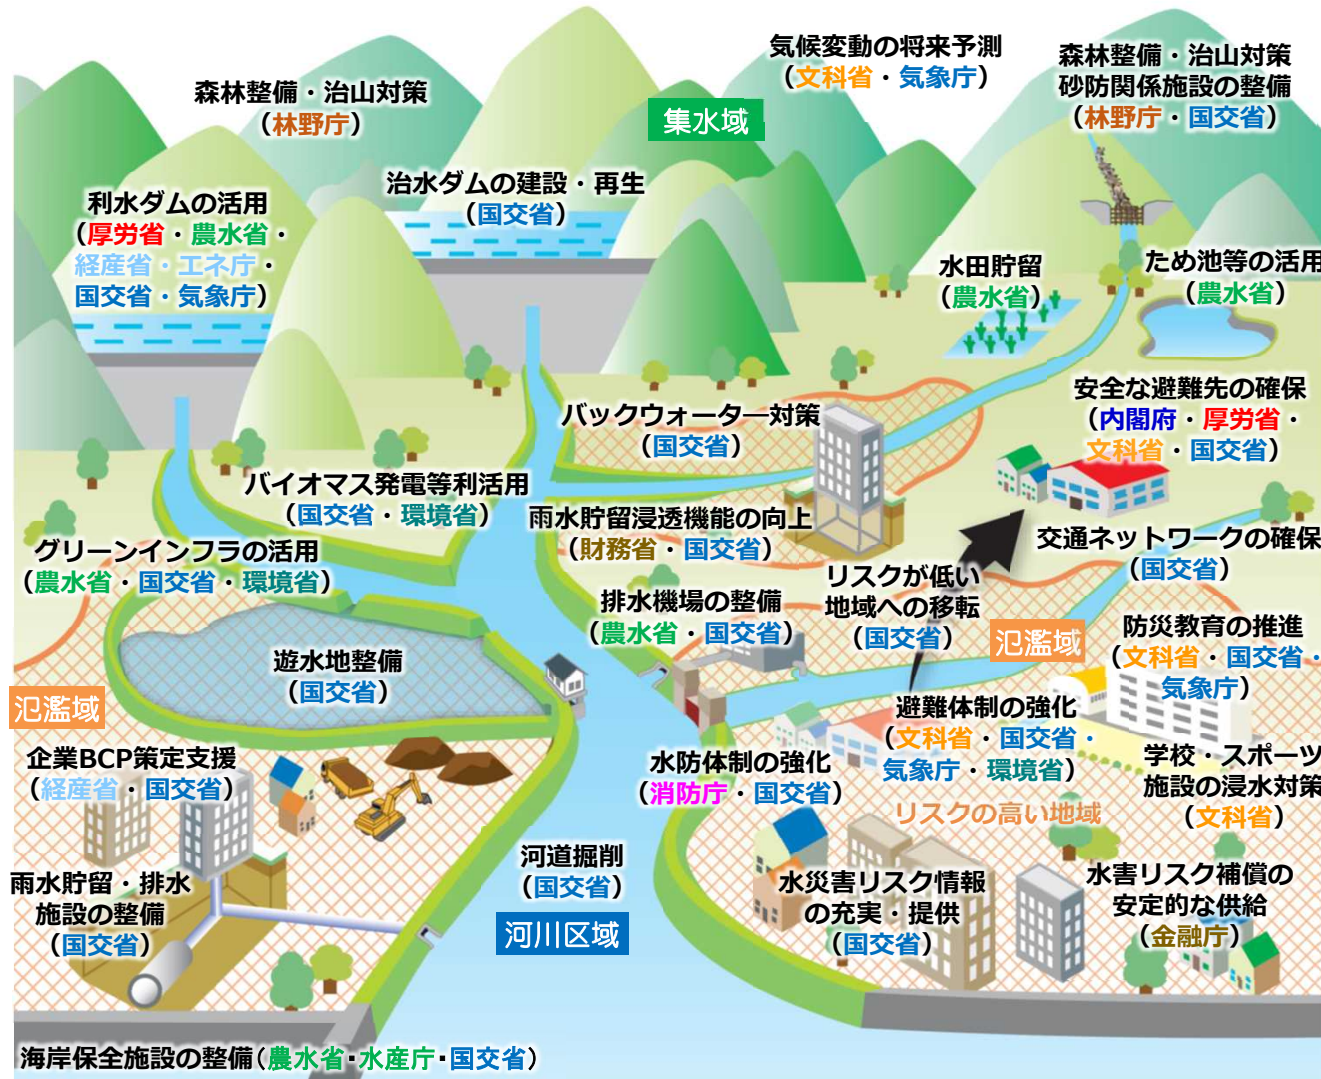 気候変動の将来予測
（文科省・気象庁）
森林整備・治山対策
砂防関係施設の整備
（林野庁・国交省）
森林整備・治山対策
（林野庁）
集水域
治水ダムの建設・再生
（国交省）
利水ダムの活用
（厚労省・農水省・
経産省・エネ庁・
国交省・気象庁）
水田貯留
（農水省）
ため池等の活用
（農水省）
安全な避難先の確保
（内閣府・厚労省・
文科省・国交省）
バックウォーター対策
（国交省）
バイオマス発電等利活用
（国交省・環境省）
雨水貯留浸透機能の向上
（財務省・国交省）
交通ネットワークの確保
（国交省）
グリーンインフラの活用
（農水省・国交省・環境省）
リスクが低い
地域への移転
（国交省）
排水機場の整備
（農水省・国交省）
氾濫域
防災教育の推進
（文科省・国交省・
気象庁）
遊水地整備
（国交省）
氾濫域
避難体制の強化
（文科省・国交省・
気象庁・環境省）
企業BCP策定支援
（経産省・国交省）
水防体制の強化
（消防庁・国交省）
学校・スポーツ
施設の浸水対策
（文科省）
リスクの高い地域
河道掘削
（国交省）
河川区域
雨水貯留・排水
施設の整備
（国交省）
水災害リスク情報
の充実・提供
（国交省）
水害リスク補償の
安定的な供給
（金融庁）
海岸保全施設の整備（農水省・水産庁・国交省）